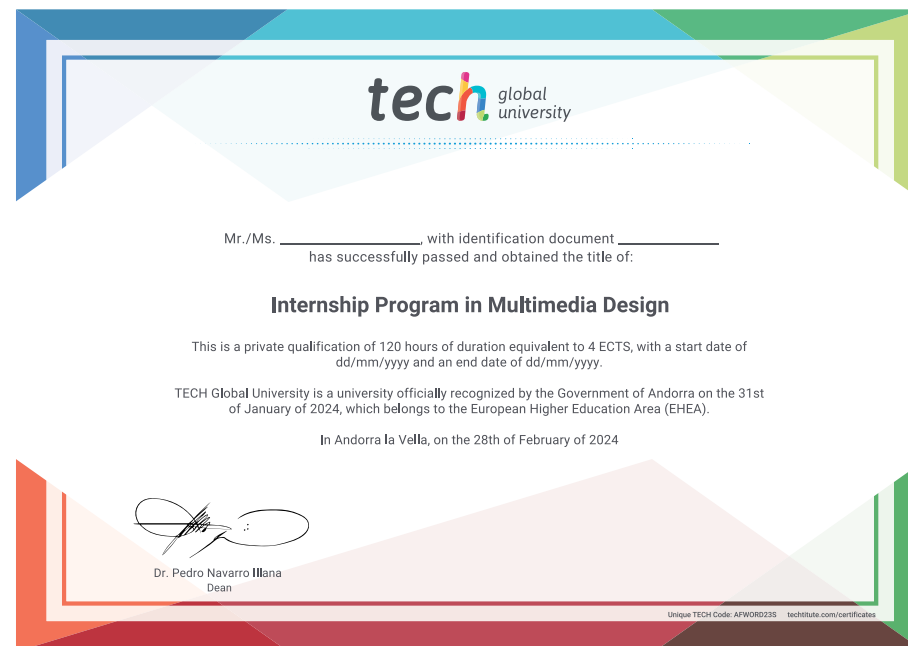 tech global university
Mr./Ms. ____________________, with identification document ______________
has successfully passed and obtained the title of:
Internship Program in Multimedia Design
This is a private qualification of 120 hours of duration equivalent to 4 ECTS, with a start date of
dd/mm/yyyy and an end date of dd/mm/yyyy.
TECH Global University is a university officially recognized by the Government of Andorra on the 31st
of January of 2024, which belongs to the European Higher Education Area (EHEA).
In Andorra la Vella, on the 28th of February of 2024
Dr. Pedro Navarro Illana
Dean
Unique TECH Code: AFWORD23S techtitute.com/certificates